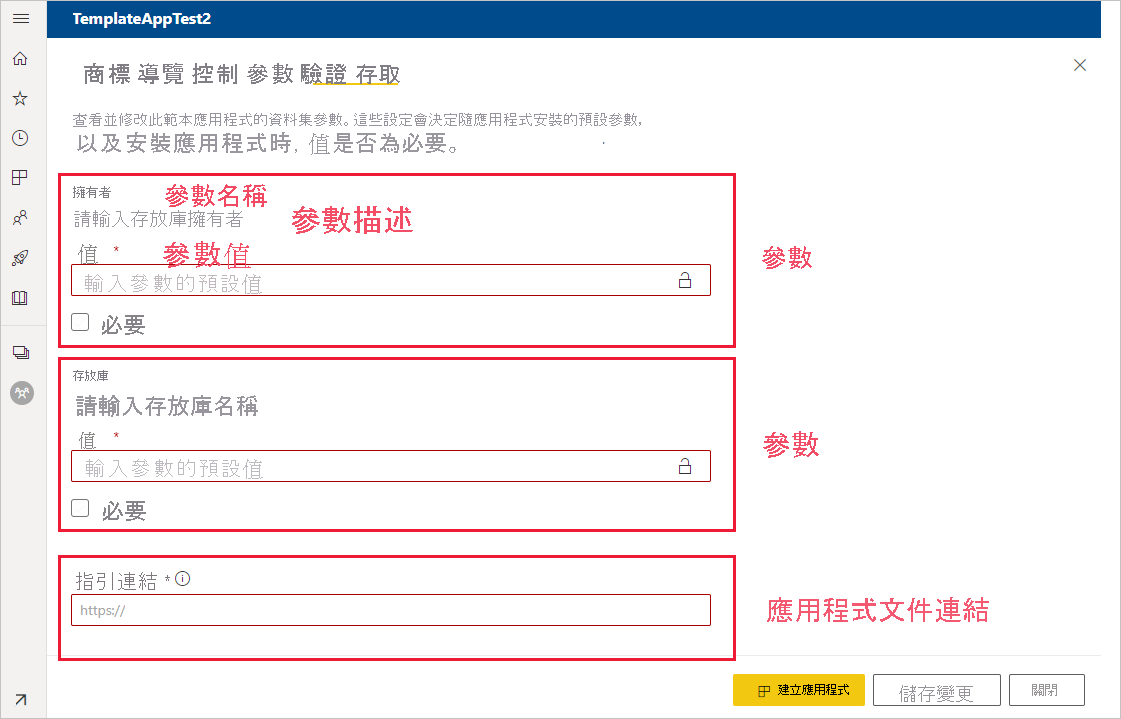 TemplateAppTest2
商標 導覽 控制 參數 驗證 存取
查看並修改此範本應用程式的資料集參數。這些設定會決定隨應用程式安裝的預設參數,
以及安裝應用程式時, 值是否為必要。
擁有者 參數名稱
請輸入存放庫擁有者 參數描述
值 * 參數值
參數
輸入參數的預設值
必要
存放庫
請輸入存放庫名稱
值 *
參數
輸入參數的預設值
必要
指引連結 *
https://
應用程式文件連結
建立應用程式 儲存變更 關閉